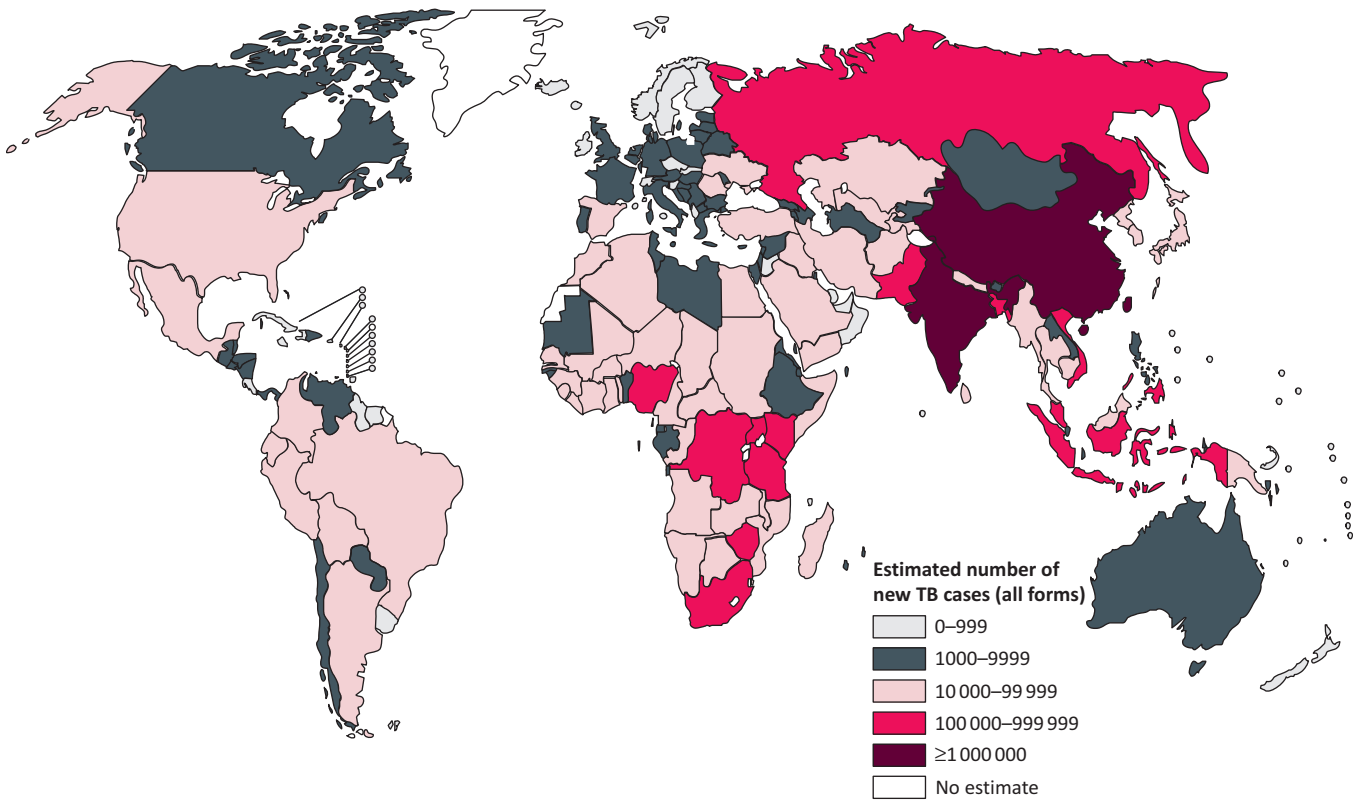 Estimated number of
new TB cases (all forms)
0–999
1000–9999
10 000–99 999
100 000–999 999
≥1 000 000
No estimate